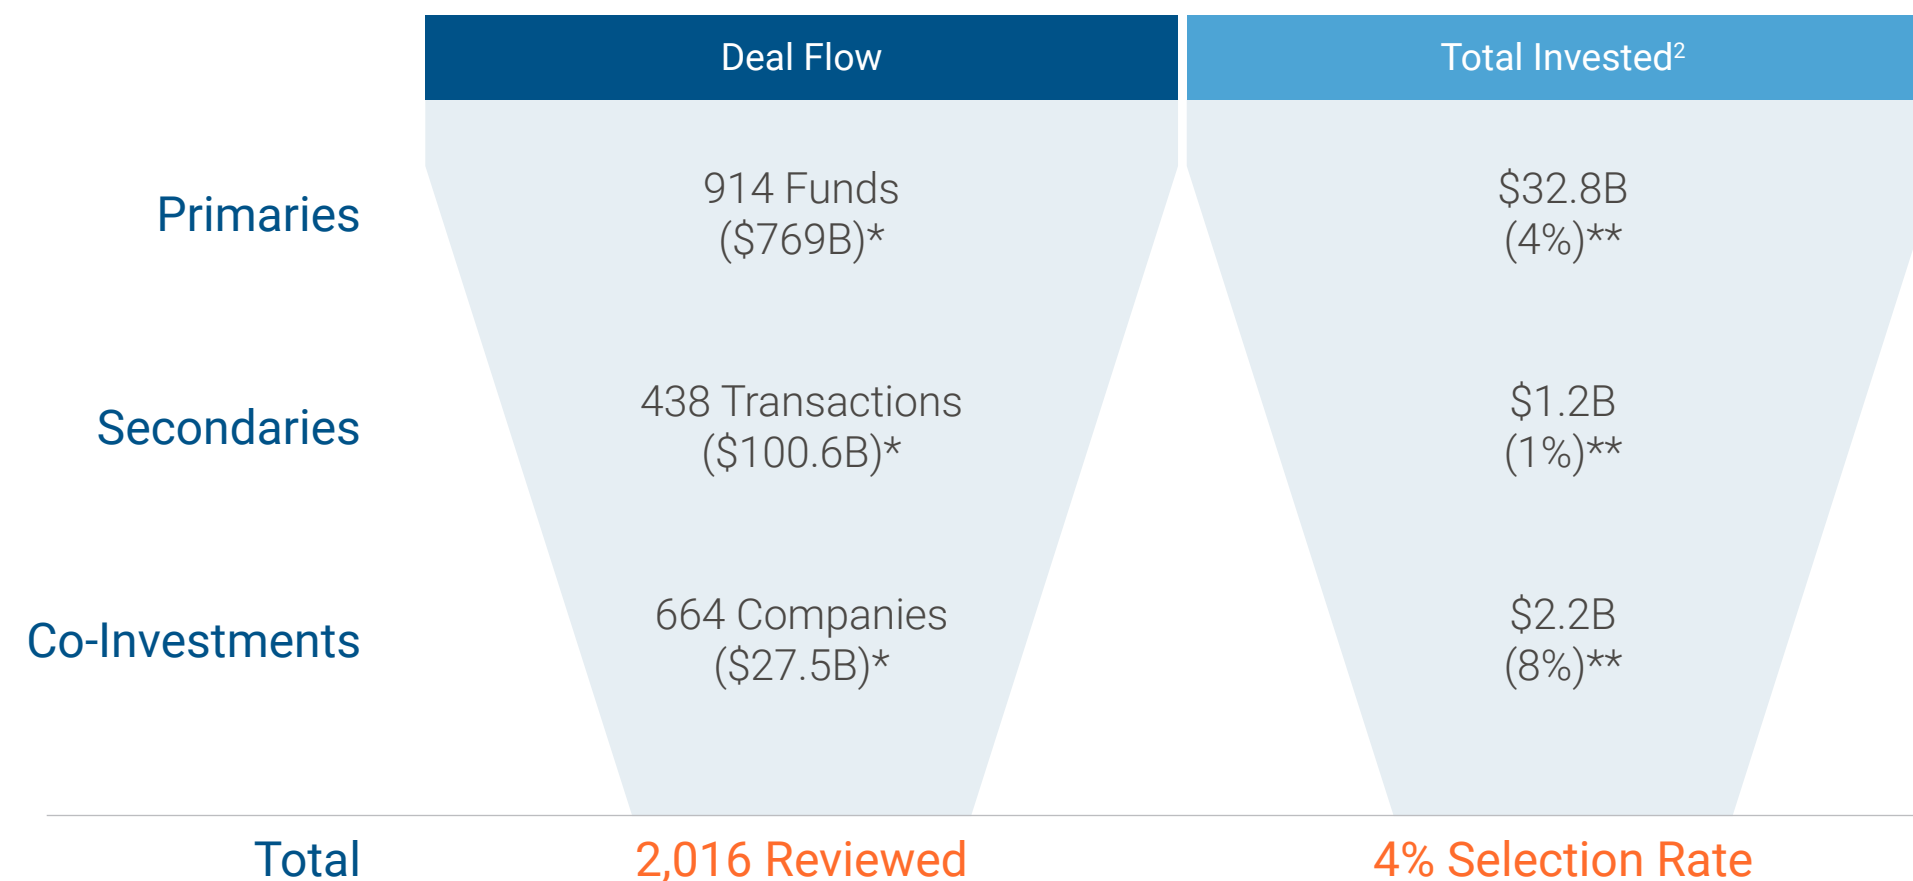 Deal Flow
Total Invested²
Primaries
914 Funds
($769B)*
$32.8B
(4%)**
Secondaries
438 Transactions
($100.6B)*
$1.2B
(1%)**
Co-Investments
664 Companies
($27.5B)*
$2.2B
(8%)**
Total
2,016 Reviewed
4% Selection Rate